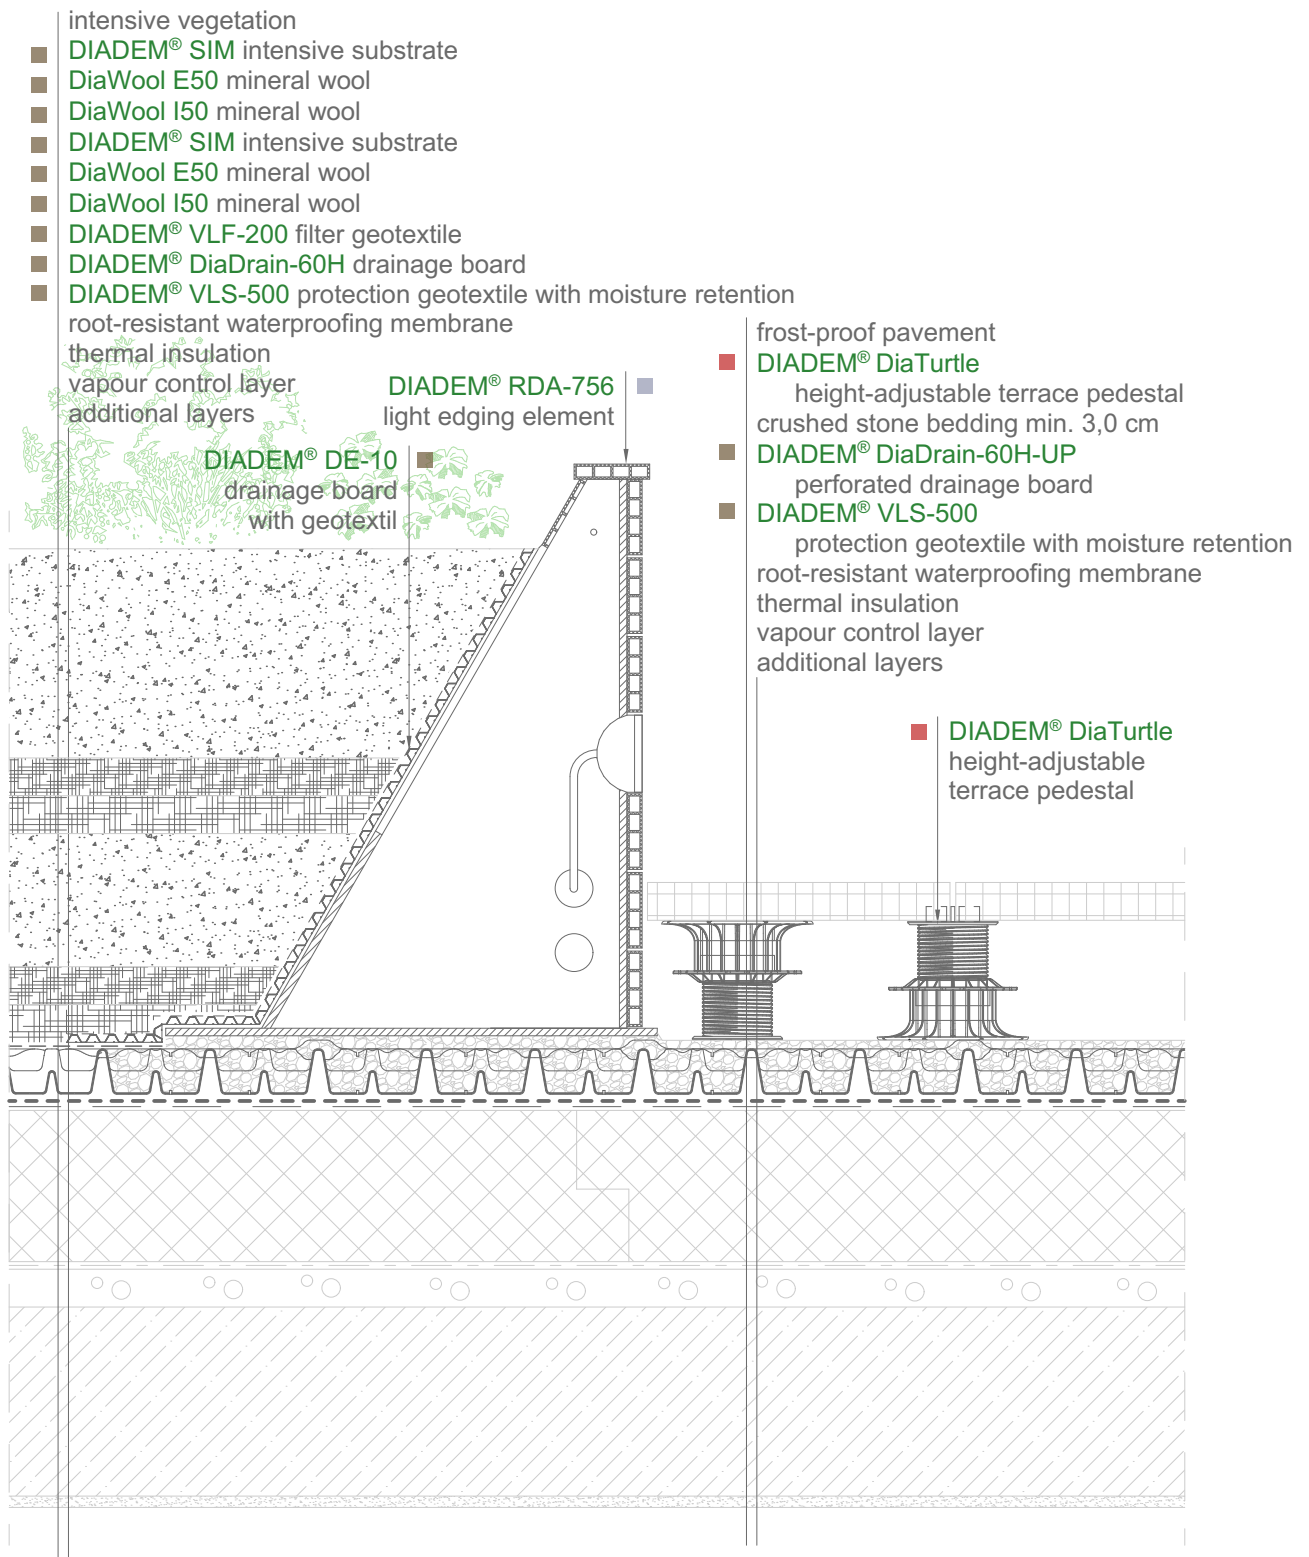 intensive vegetation
DIADEM® SIM intensive substrate
DiaWool E50 mineral wool
DiaWool I50 mineral wool
DIADEM® SIM intensive substrate
DiaWool E50 mineral wool
DiaWool I50 mineral wool
DIADEM® VLF-200 filter geotextile
DIADEM® DiaDrain-60H drainage board
DIADEM® VLS-500 protection geotextile with moisture retention
root-resistant waterproofing membrane
thermal insulation
vapour control layer
additional layers
DIADEM® RDA-756
light edging element
DIADEM® DE-10
drainage board
with geotextil
frost-proof pavement
DIADEM® DiaTurtle
height-adjustable terrace pedestal
crushed stone bedding min. 3,0 cm
DIADEM® DiaDrain-60H-UP
perforated drainage board
DIADEM® VLS-500
protection geotextile with moisture retention
root-resistant waterproofing membrane
thermal insulation
vapour control layer
additional layers
DIADEM® DiaTurtle
height-adjustable
terrace pedestal